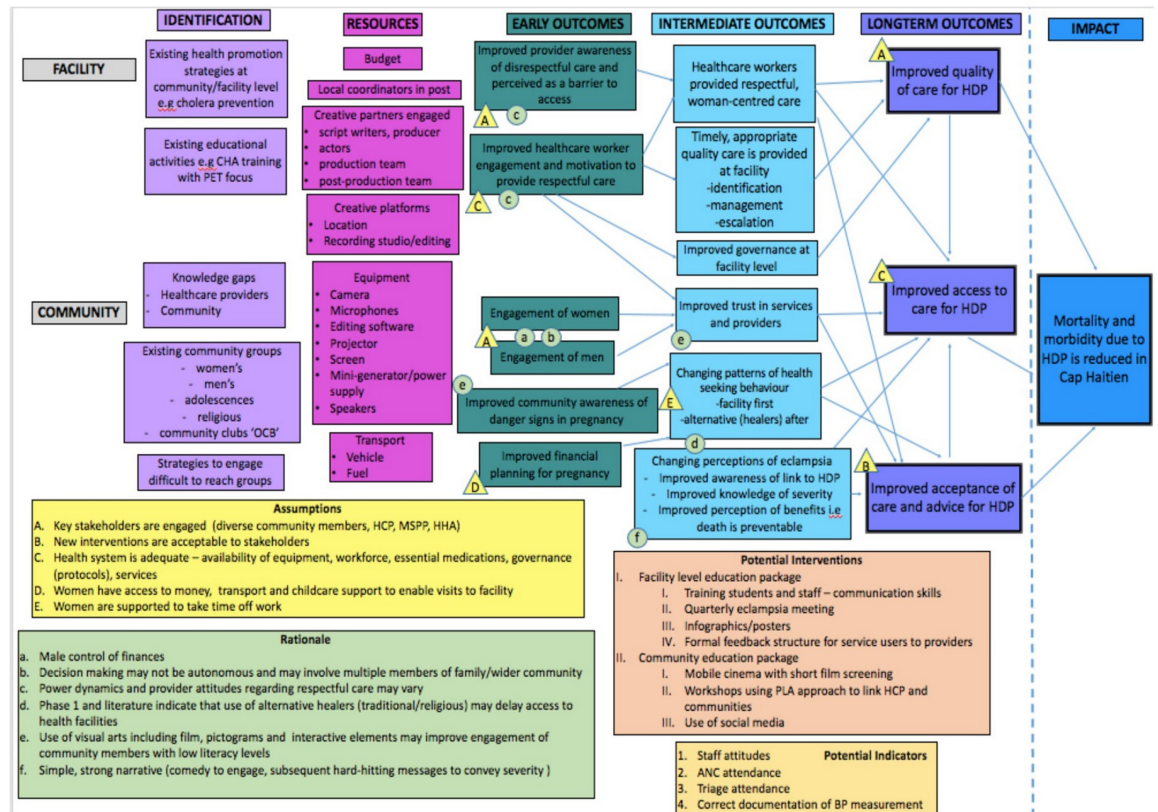 IDENTIFICATION
RESOURCES
EARLY OUTCOMES
INTERMEDIATE OUTCOMES
LONGTERM OUTCOMES
IMPACT
FACILITY
COMMUNITY
Existing health promotion
strategies at
community/facility level
e.g cholera prevention
Existing educational
activities e.g CHA training
with PET focus
Knowledge gaps
- Healthcare providers
- Community
Existing community groups
- women's
- men's
- adolescences
- religious
- community clubs 'OCB'
Strategies to engage
difficult to reach groups
Budget
Local coordinators in post
Creative partners engaged
• script writers, producer
• actors
• production team
• post-production team
Creative platforms
• Location
• Recording studio/editing
Equipment
• Camera
• Microphones
• Editing software
• Projector
• Screen
• Mini-generator/power
supply
• Speakers
Transport
• Vehicle
• Fuel
Improved provider awareness
of disrespectful care and
perceived as a barrier to
access
A
c
Improved healthcare worker
engagement and motivation to
provide respectful care
C
c
Engagement of women
A
a
b
Engagement of men
e
Improved community awareness of
danger signs in pregnancy
Improved financial
planning for pregnancy
D
Healthcare workers
provided respectful,
woman-centred care
Timely, appropriate
quality care is provided
at facility
-identification
-management
-escalation
Improved governance at
facility level
Improved trust in services
and providers
e
Changing patterns of health
seeking behaviour
-facility first
-alternative (healers) after
E
d
Changing perceptions of eclampsia
- Improved awareness of link to HDP
- Improved knowledge of severity
- Improved perception of benefits i.e
death is preventable
f
A
Improved quality
of care for HDP
C
Improved access to
care for HDP
B
Improved acceptance of
care and advice for HDP
Mortality and
morbidity due to
HDP is reduced in
Cap Haitien
Assumptions
A. Key stakeholders are engaged (diverse community members, HCP, MSPP, HHA)
B. New interventions are acceptable to stakeholders
C. Health system is adequate – availability of equipment, workforce, essential medications, governance
(protocols), services
D. Women have access to money, transport and childcare support to enable visits to facility
E. Women are supported to take time off work
Rationale
a. Male control of finances
b. Decision making may not be autonomous and may involve multiple members of family/wider community
c. Power dynamics and provider attitudes regarding respectful care may vary
d. Phase 1 and literature indicate that use of alternative healers (traditional/religious) may delay access to
health facilities
e. Use of visual arts including film, pictograms and interactive elements may improve engagement of
community members with low literacy levels
f. Simple, strong narrative (comedy to engage, subsequent hard-hitting messages to convey severity )
Potential Interventions
I. Facility level education package
I. Training students and staff – communication skills
II. Quarterly eclampsia meeting
III. Infographics/posters
IV. Formal feedback structure for service users to providers
II. Community education package
I. Mobile cinema with short film screening
II. Workshops using PLA approach to link HCP and
communities
III. Use of social media
Potential Indicators
1. Staff attitudes
2. ANC attendance
3. Triage attendance
4. Correct documentation of BP measurement